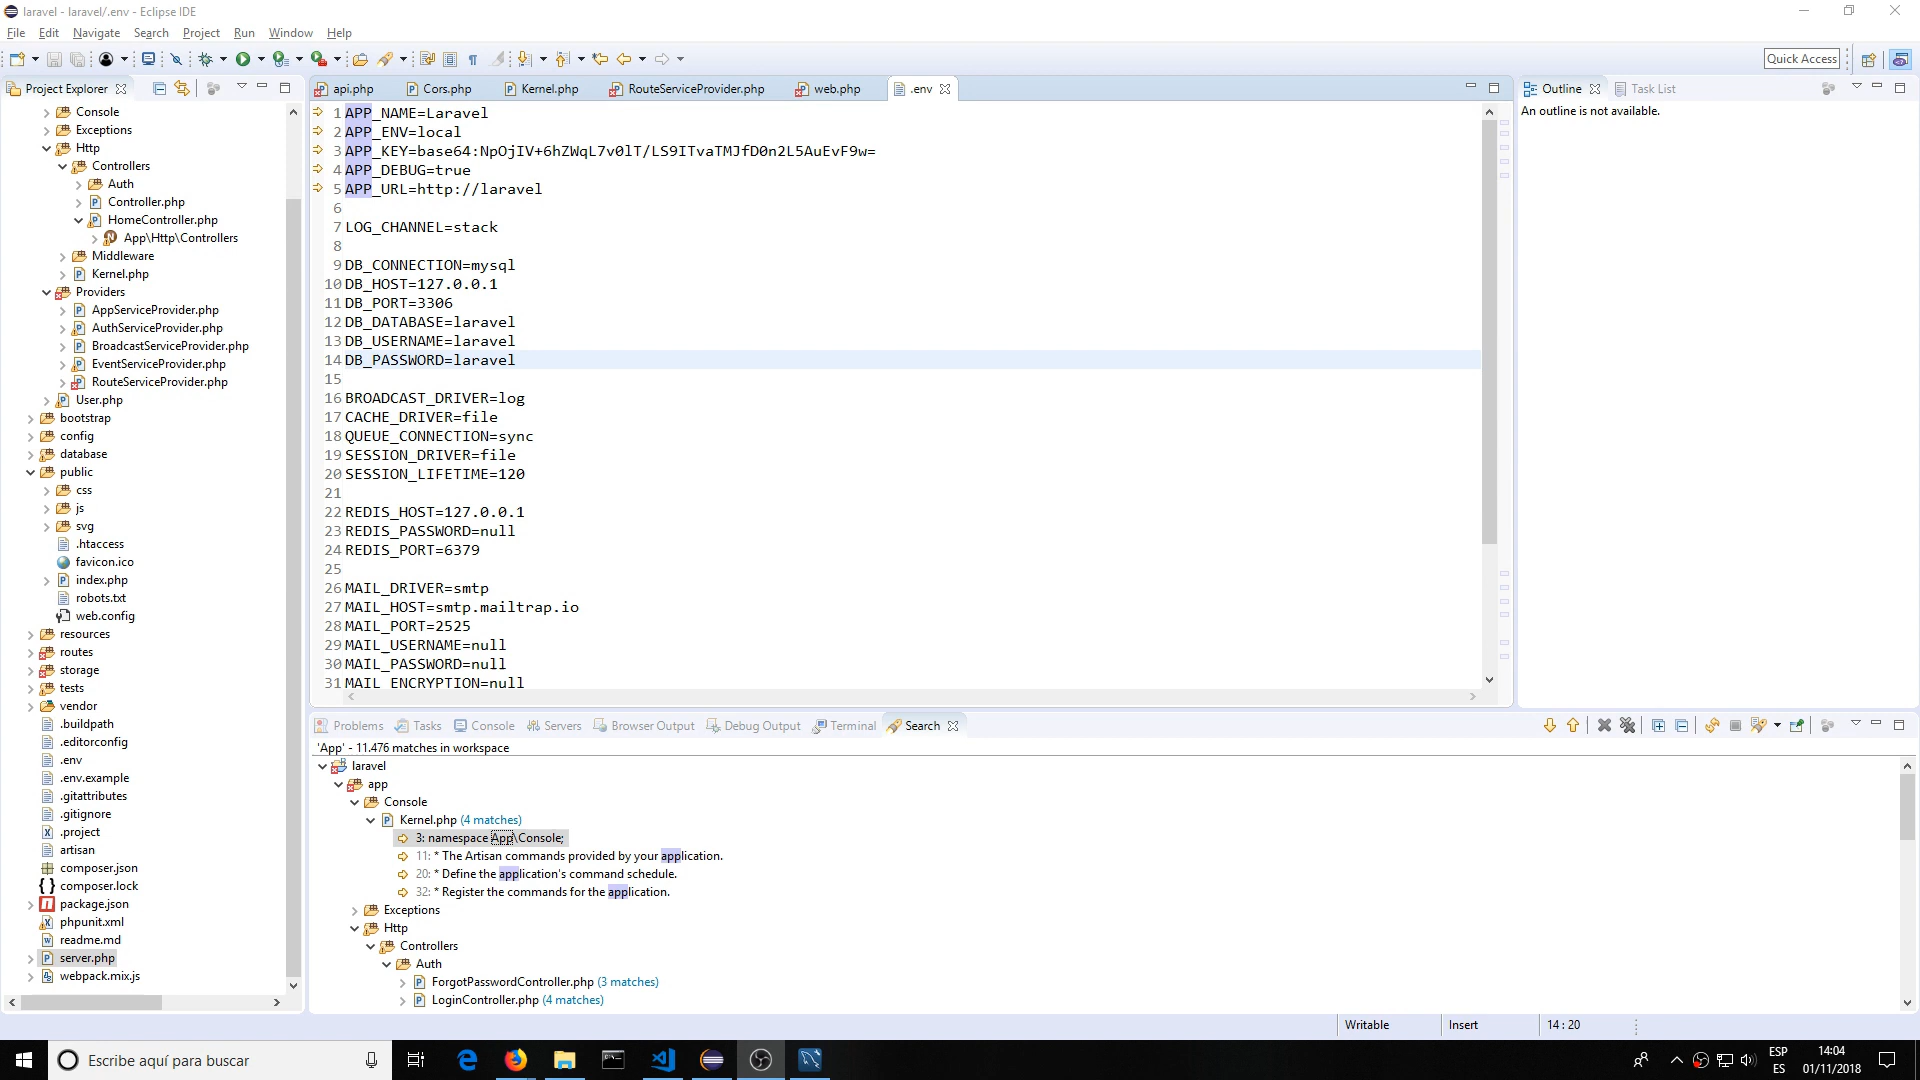 laravel - laravel/.env - Eclipse IDE
File Edit Navigate Search Project Run Window Help
Quick Access
Project Explorer
Console
Exceptions
Http
Controllers
Auth
Controller.php
HomeController.php
App\Http\Controllers
Middleware
Kernel.php
Providers
AppServiceProvider.php
AuthServiceProvider.php
BroadcastServiceProvider.php
EventServiceProvider.php
RouteServiceProvider.php
User.php
bootstrap
config
database
public
css
js
svg
.htaccess
favicon.ico
index.php
robots.txt
web.config
resources
routes
storage
tests
vendor
.buildpath
.editorconfig
.env
.env.example
.gitattributes
.gitignore
.project
artisan
composer.json
composer.lock
package.json
phpunit.xml
readme.md
server.php
webpack.mix.js
api.php Cors.php Kernel.php RouteServiceProvider.php web.php .env
1 APP_NAME=Laravel
2 APP_ENV=local
3 APP_KEY=base64:NpOjIV+6hZWqL7v0lT/LS9ITvaTMJfD0n2L5AuEvF9w=
4 APP_DEBUG=true
5 APP_URL=http://laravel
6
7 LOG_CHANNEL=stack
8
9 DB_CONNECTION=mysql
10 DB_HOST=127.0.0.1
11 DB_PORT=3306
12 DB_DATABASE=laravel
13 DB_USERNAME=laravel
14 DB_PASSWORD=laravel
15
16 BROADCAST_DRIVER=log
17 CACHE_DRIVER=file
18 QUEUE_CONNECTION=sync
19 SESSION_DRIVER=file
20 SESSION_LIFETIME=120
21
22 REDIS_HOST=127.0.0.1
23 REDIS_PASSWORD=null
24 REDIS_PORT=6379
25
26 MAIL_DRIVER=smtp
27 MAIL_HOST=smtp.mailtrap.io
28 MAIL_PORT=2525
29 MAIL_USERNAME=null
30 MAIL_PASSWORD=null
31 MAIL_ENCRYPTION=null
Outline Task List
An outline is not available.
Problems Tasks Console Servers Browser Output Debug Output Terminal Search
'App' - 11.476 matches in workspace
laravel
app
Console
Kernel.php (4 matches)
3: namespace App\Console;
11: * The Artisan commands provided by your application.
20: * Define the application's command schedule.
32: * Register the commands for the application.
Exceptions
Http
Controllers
Auth
ForgotPasswordController.php (3 matches)
LoginController.php (4 matches)
Writable Insert 14 : 20
Escribe aquí para buscar
ESP
ES
14:04
01/11/2018